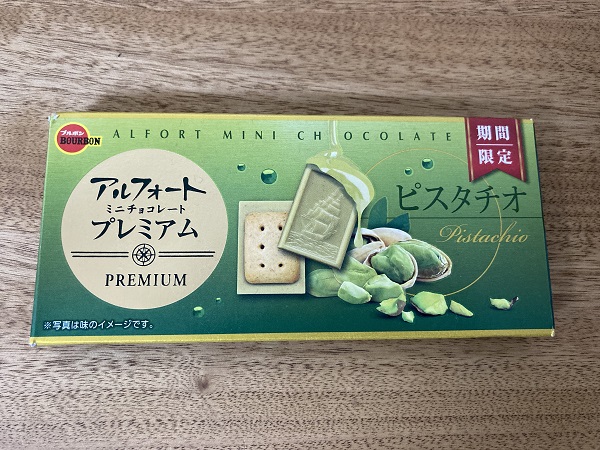 ブルボン
BOURBON
ALFORT MINI CHOCOLATE
期間
限定
アルフォート
ミニチョコレート
プレミアム
PREMIUM
ピスタチオ
Pistachio
※写真は味のイメージです。